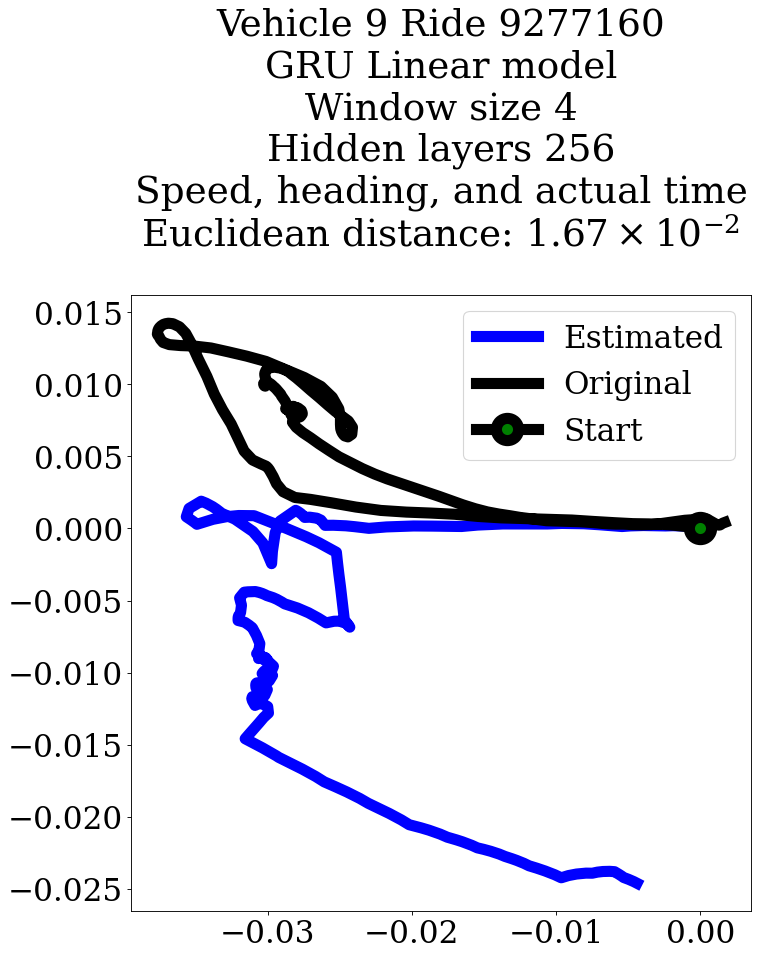 Vehicle 9 Ride 9277160
GRU Linear model
Window size 4
Hidden layers 256
Speed, heading, and actual time
Euclidean distance: 1.67 × 10⁻²
Estimated
Original
Start
0.015
0.010
0.005
0.000
−0.005
−0.010
−0.015
−0.020
−0.025
−0.03 −0.02 −0.01 0.00